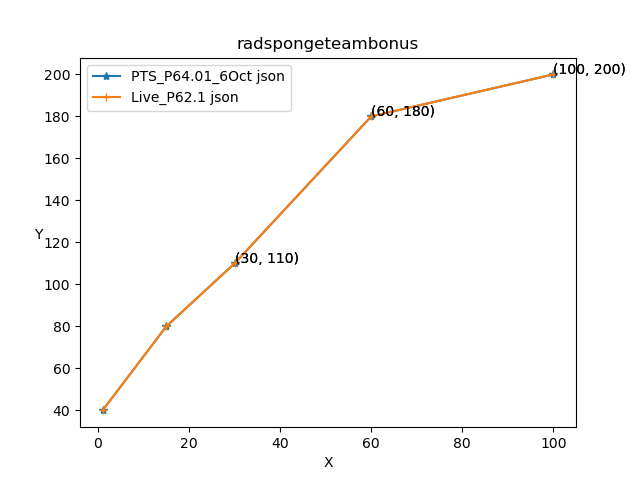 radspongeteambonus
PTS_P64.01_6Oct json
Live_P62.1 json
(100, 200)
(60, 180)
(30, 110)
Y
200
180
160
140
120
100
80
60
40
0 20 40 60 80 100
X